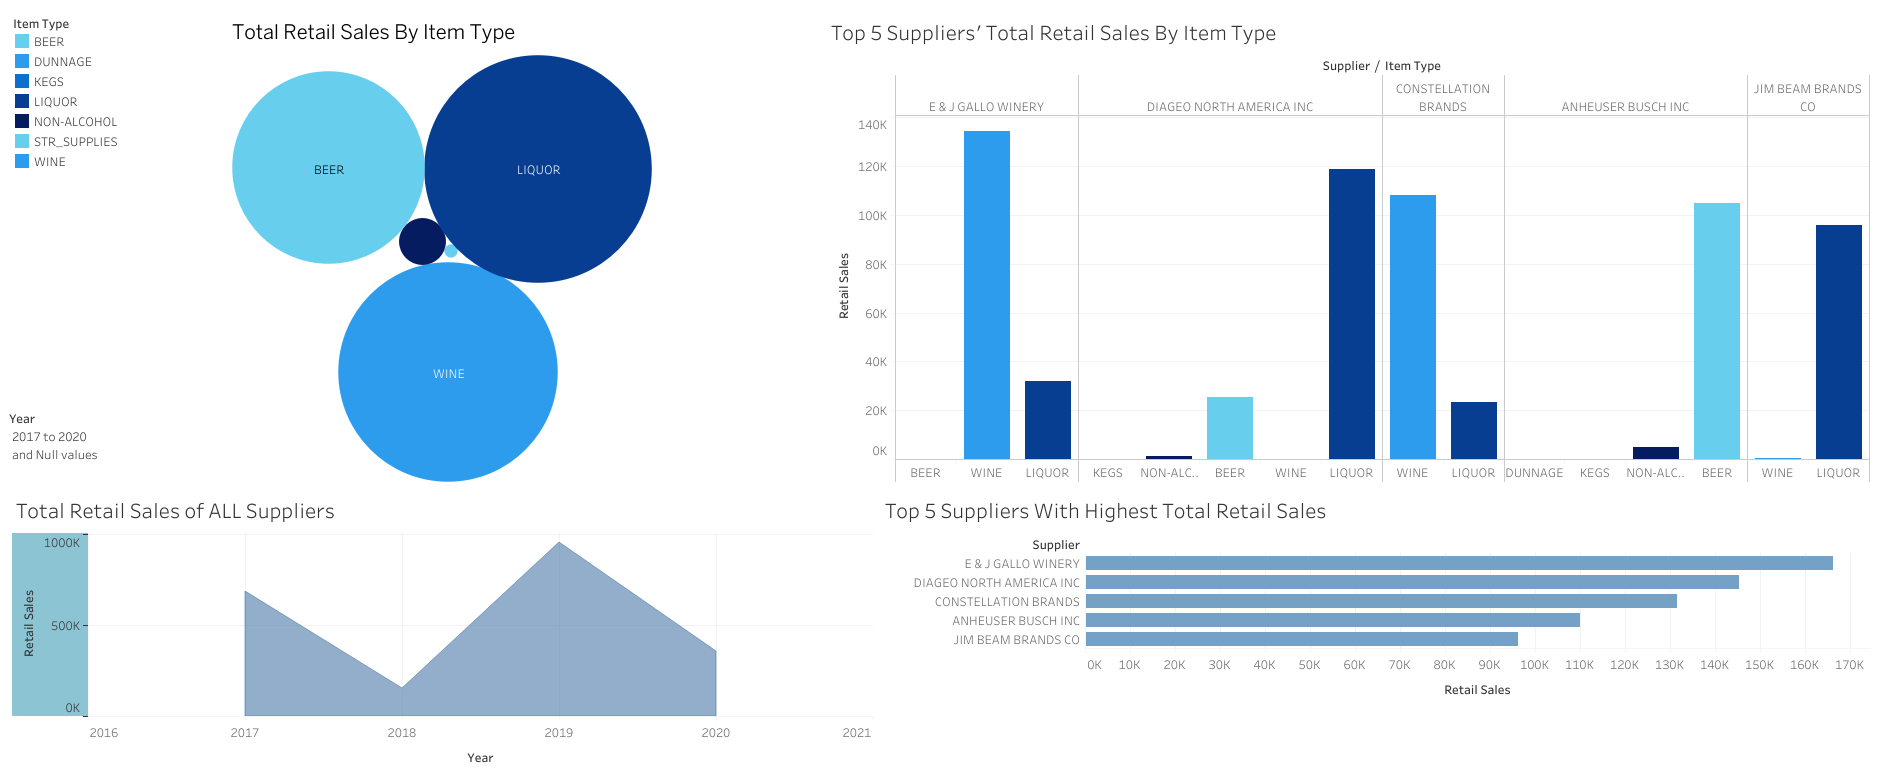 Item Type
BEER
DUNNAGE
KEGS
LIQUOR
NON-ALCOHOL
STR_SUPPLIES
WINE
Total Retail Sales By Item Type
BEER
LIQUOR
WINE
Year
2017 to 2020
and Null values
Top 5 Suppliers' Total Retail Sales By Item Type
Supplier / Item Type
E & J GALLO WINERY
DIAGEO NORTH AMERICA INC
CONSTELLATION
BRANDS
ANHEUSER BUSCH INC
JIM BEAM BRANDS
CO
Retail Sales
140K
120K
100K
80K
60K
40K
20K
0K
BEER WINE LIQUOR KEGS NON-ALC.. BEER WINE LIQUOR WINE LIQUOR DUNNAGE KEGS NON-ALC.. BEER WINE LIQUOR
Total Retail Sales of ALL Suppliers
Retail Sales
1000K
500K
0K
2016 2017 2018 2019 2020 2021
Year
Top 5 Suppliers With Highest Total Retail Sales
Supplier
E & J GALLO WINERY
DIAGEO NORTH AMERICA INC
CONSTELLATION BRANDS
ANHEUSER BUSCH INC
JIM BEAM BRANDS CO
0K 10K 20K 30K 40K 50K 60K 70K 80K 90K 100K 110K 120K 130K 140K 150K 160K 170K
Retail Sales